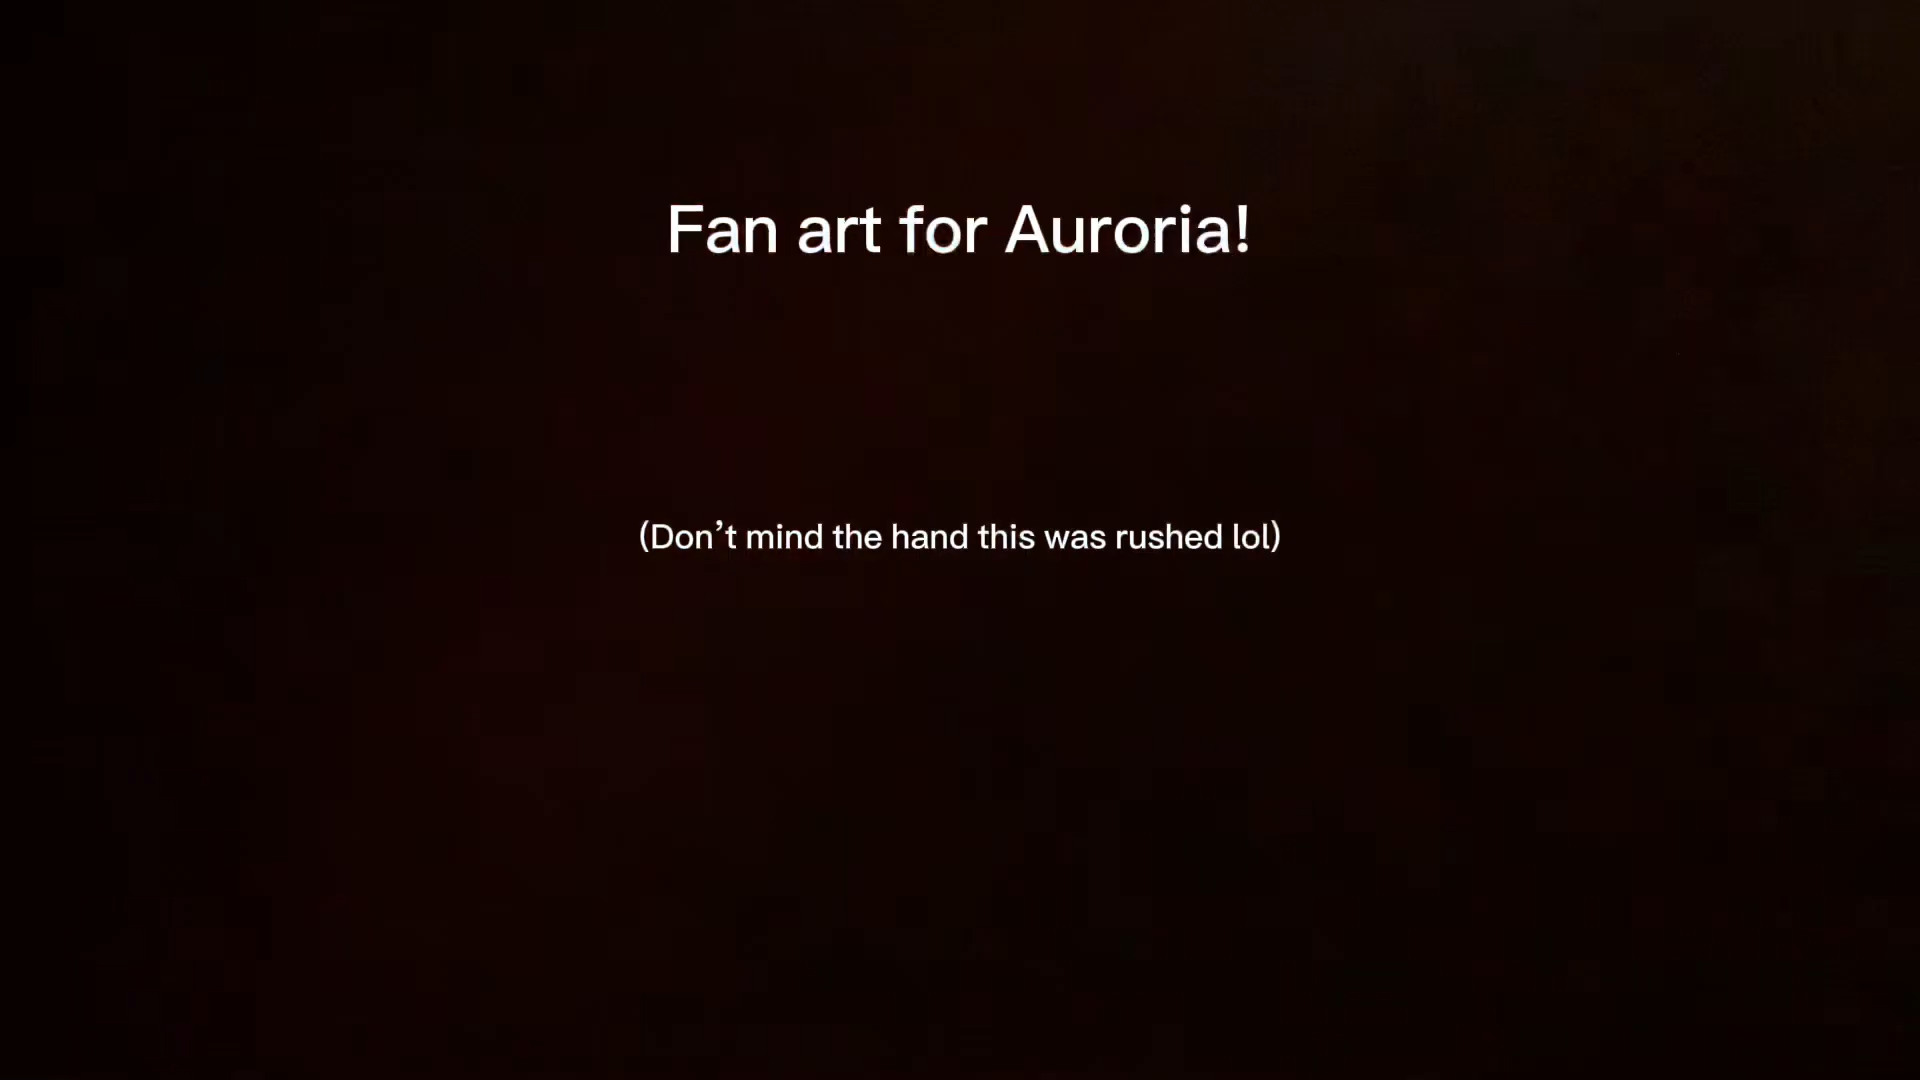 Fan art for Auroria!
(Don’t mind the hand this was rushed lol)